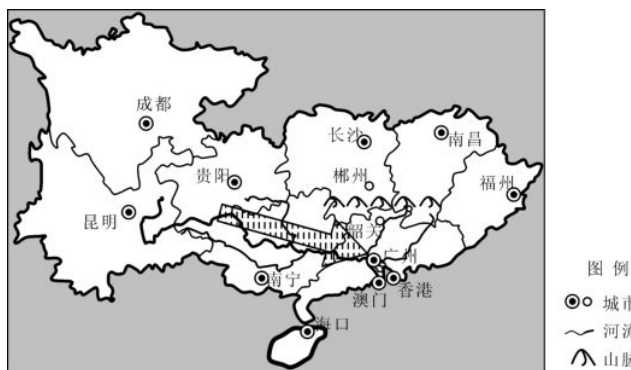 成都
长沙
南昌
贵阳
郴州
福州
昆明
韶关
广州
南宁
澳门
香港
海口
图 例
城市
河流
山脉